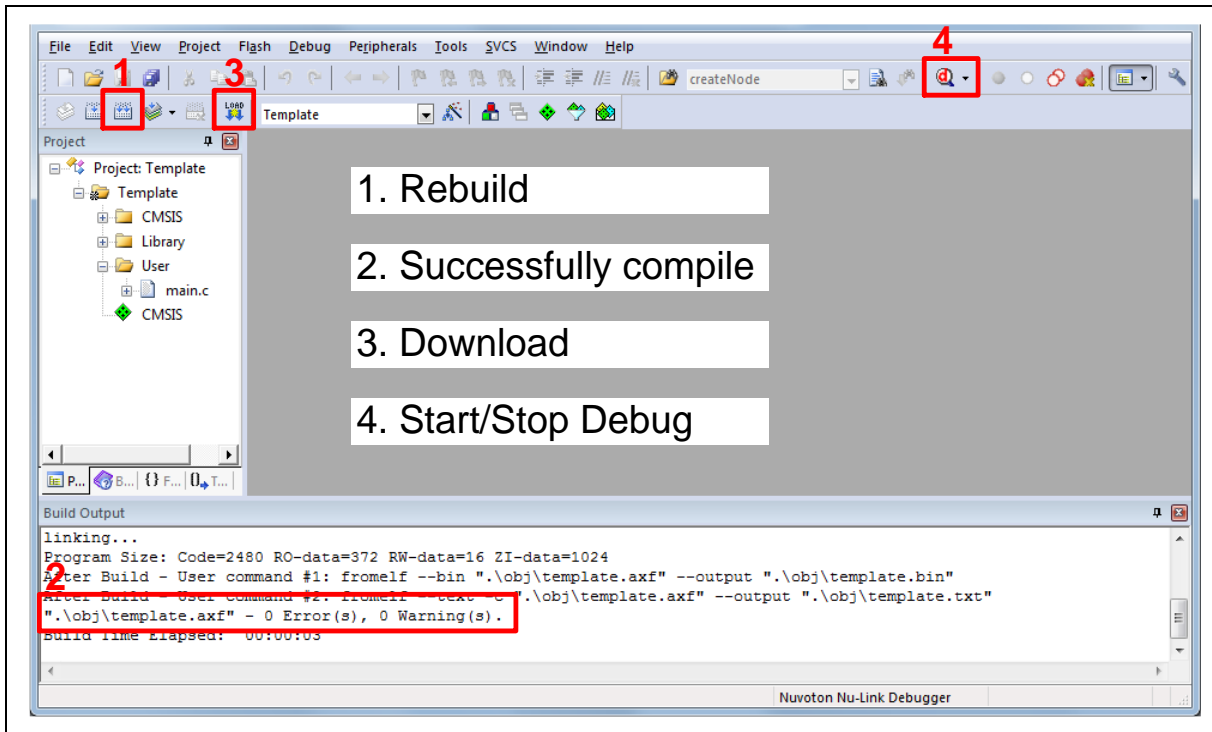 File Edit View Project Flash Debug Peripherals Tools SVCS Window Help
4
1
3
createNode
LOAD
Template
Project
Project: Template
Template
CMSIS
Library
User
main.c
CMSIS
1. Rebuild
2. Successfully compile
3. Download
4. Start/Stop Debug
P... B... {} F... 0 T...
Build Output
linking...
Program Size: Code=2480 RO-data=372 RW-data=16 ZI-data=1024
After Build - User command #1: fromelf --bin ".\obj\template.axf" --output ".\obj\template.bin"
2
After Build - User command #2: fromelf --text -c ".\obj\template.axf" --output ".\obj\template.txt"
".\obj\template.axf" - 0 Error(s), 0 Warning(s).
Build Time Elapsed: 00:00:03
Nuvoton Nu-Link Debugger